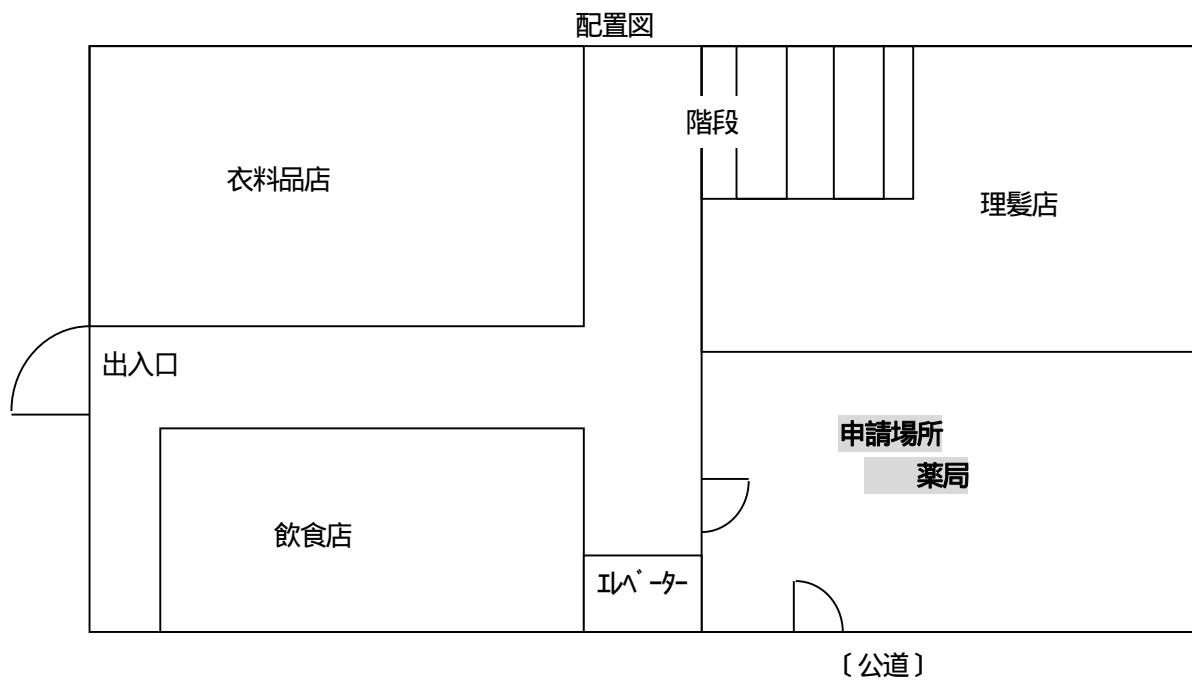 配置図
階段
衣料品店
理髪店
出入口
申請場所
薬局
飲食店
ｴﾚﾍﾞｰﾀｰ
〔公道〕